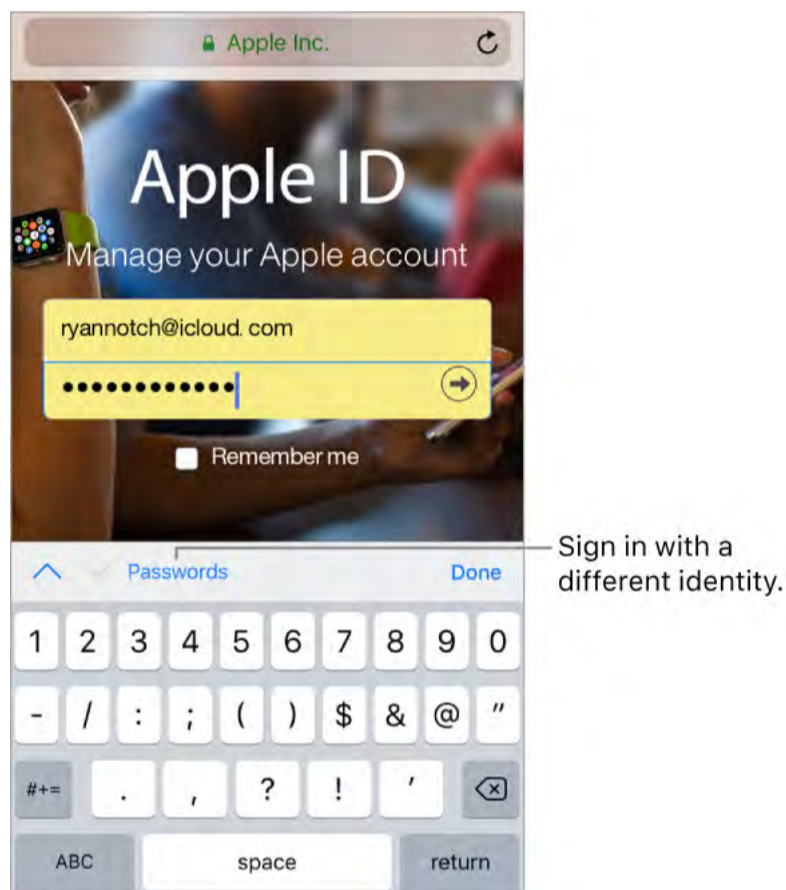 Apple Inc.
Apple ID
Manage your Apple account
ryannotch@icloud. com
••••••••••••
Remember me
Passwords Done
Sign in with a
different identity.
1 2 3 4 5 6 7 8 9 0
- / : ; ( ) $ & @ "
#+= . , ? ! '
ABC space return